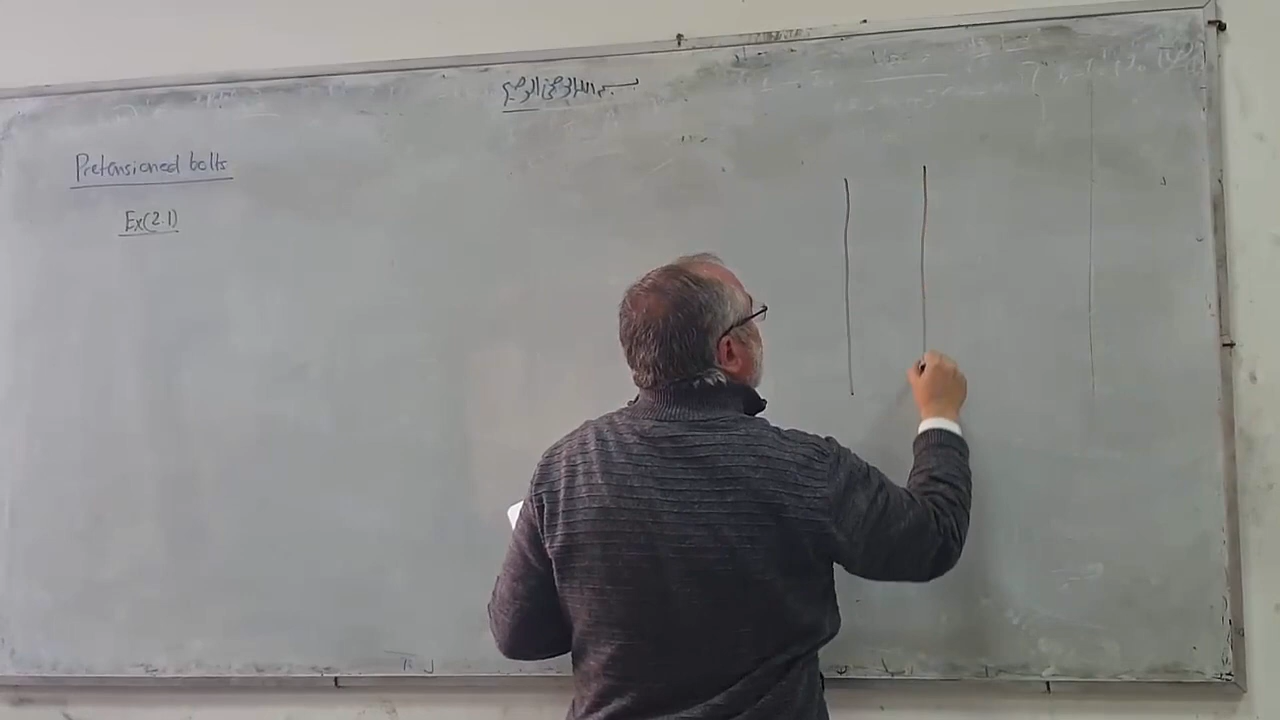 بسم الله الرحمن الرحيم
Pretensioned bolts
Ex(2.1)